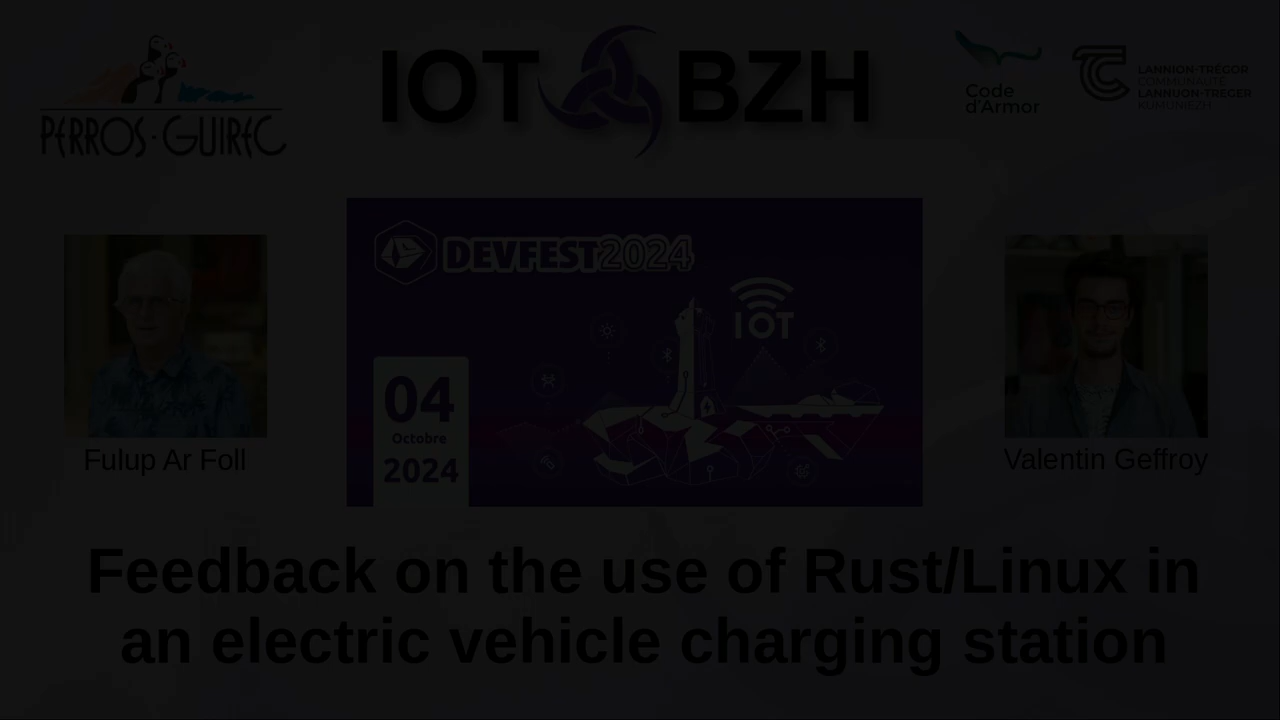 PERROS·GUIREC
IOT BZH
Code
d'Armor
LANNION-TRÉGOR
COMMUNAUTÉ
LANNUON-TREGER
KUMUNIEZH
DEVFEST2024
IOT
04
Octobre
2024
Fulup Ar Foll
Valentin Geffroy
Feedback on the use of Rust/Linux in
an electric vehicle charging station